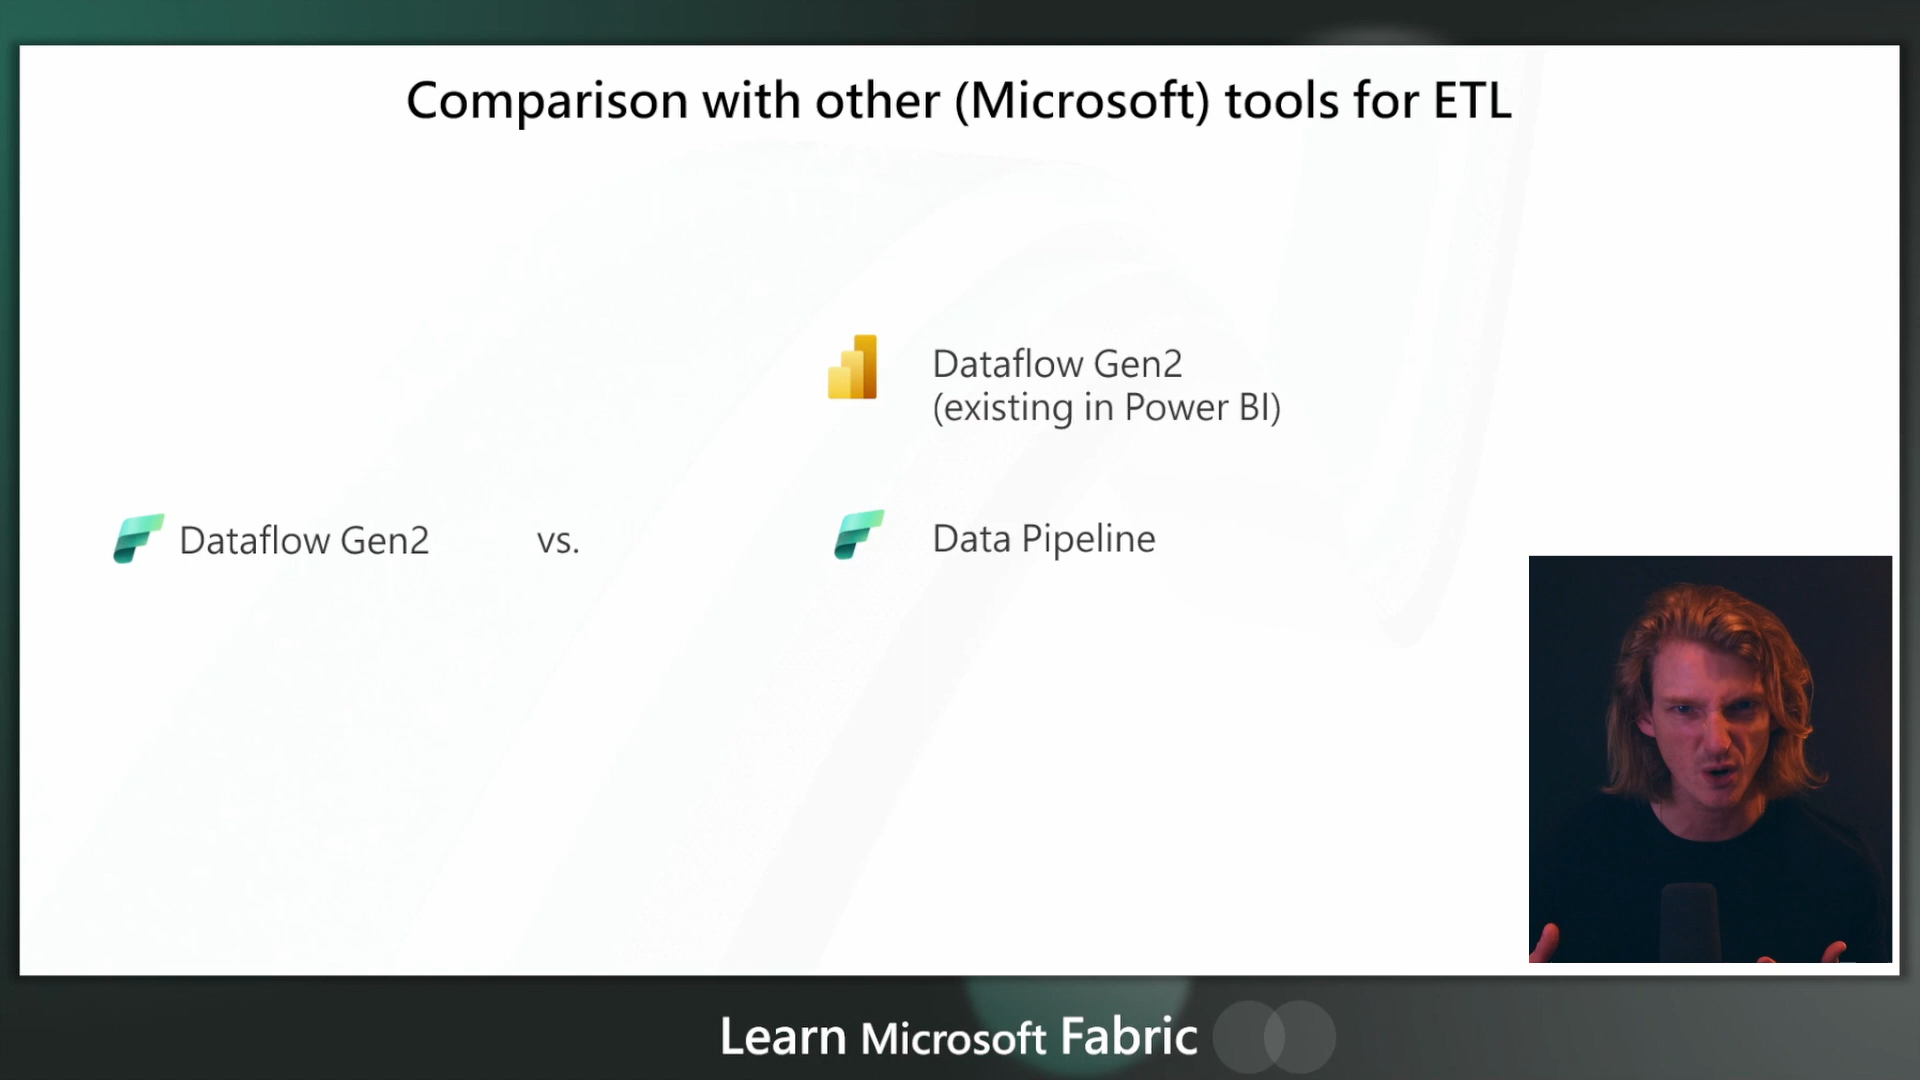 Comparison with other (Microsoft) tools for ETL
Dataflow Gen2
(existing in Power BI)
Dataflow Gen2 vs. Data Pipeline
Learn Microsoft Fabric